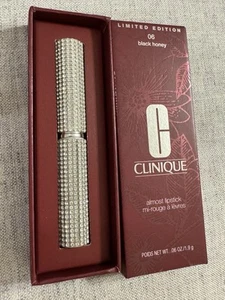 LIMITED EDITION
06
black honey
C
CLINIQUE
almost lipstick
mi-rouge à lèvres
POIDS NET WT. .06 OZ/1.9 g